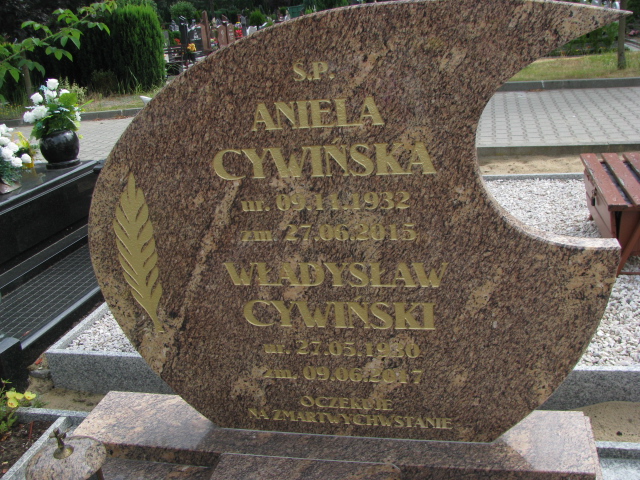 Ś.P.
ANIELA
CYWIŃSKA
ur. 09.11.1932
zm. 27.06.2015
WŁADYSŁAW
CYWIŃSKI
ur. 27.05.1930
zm. 09.06.2017
OCZEKUJE
NA ZMARTWYCHWSTANIE